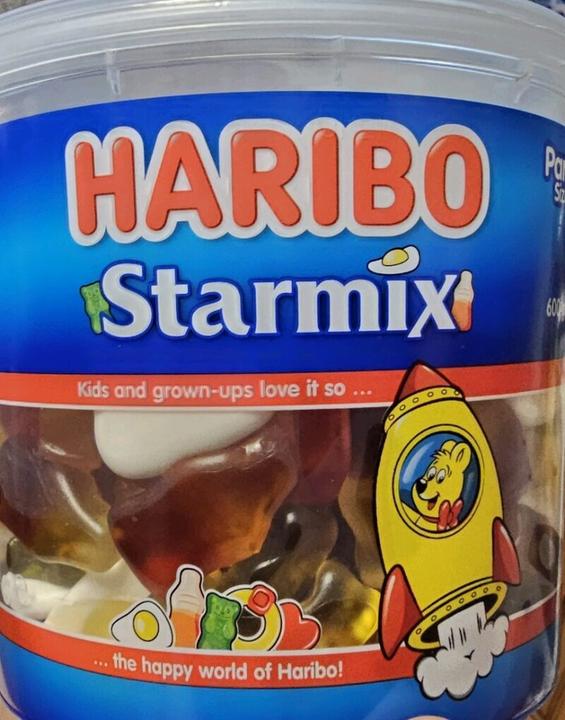 HARIBO
Starmix
Kids and grown-ups love it so ...
... the happy world of Haribo!